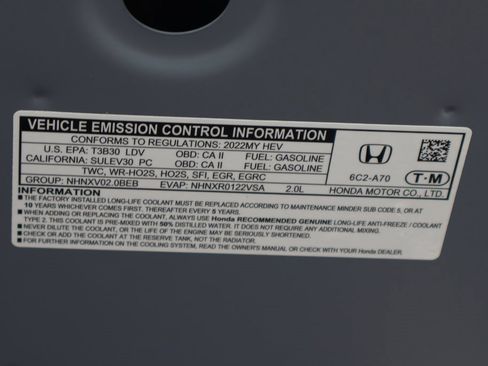 VEHICLE EMISSION CONTROL INFORMATION
CONFORMS TO REGULATIONS: 2022MY HEV
U.S. EPA: T3B30 LDV OBD: CA II FUEL: GASOLINE
CALIFORNIA: SULEV30 PC OBD: CA II FUEL: GASOLINE
TWC, WR-HO2S, HO2S, SFI, EGR, EGRC
GROUP: NHNXV02.0BEB EVAP: NHNXR0122VSA 2.0L
6C2-A70 T·M
HONDA MOTOR CO., LTD.
INFORMATION
■ THE FACTORY INSTALLED LONG-LIFE COOLANT MUST BE REPLACED ACCORDING TO MAINTENANCE MINDER SUB CODE 5, OR AT
10 YEARS WHICHEVER COMES FIRST.
■ WHEN ADDING OR REPLACING THE COOLANT, ALWAYS USE Honda RECOMMENDED GENUINE LONG-LIFE ANTI-FREEZE / COOLANT
TYPE 2. THIS COOLANT IS PRE-MIXED WITH 50% DISTILLED WATER. IT DOES NOT REQUIRE ANY ADDITIONAL MIXING.
■ NEVER DILUTE THE COOLANT, OR THE LIFE OF THE ENGINE MAY BE SERIOUSLY SHORTENED.
■ CHECK OR ADD THE COOLANT AT THE RESERVE TANK, NOT THE RADIATOR.
■ FOR FURTHER INFORMATION ON THE COOLING SYSTEM, READ THE OWNER'S MANUAL OR CHECK WITH YOUR Honda DEALER.